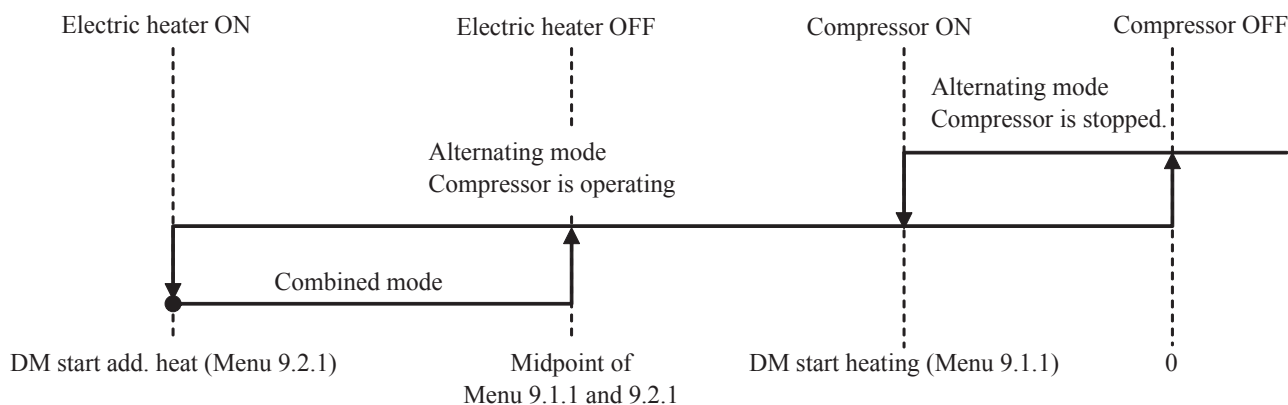 Electric heater ON
Electric heater OFF
Compressor ON
Compressor OFF
Alternating mode
Compressor is stopped.
Alternating mode
Compressor is operating
Combined mode
DM start add. heat (Menu 9.2.1)
Midpoint of
Menu 9.1.1 and 9.2.1
DM start heating (Menu 9.1.1)
0